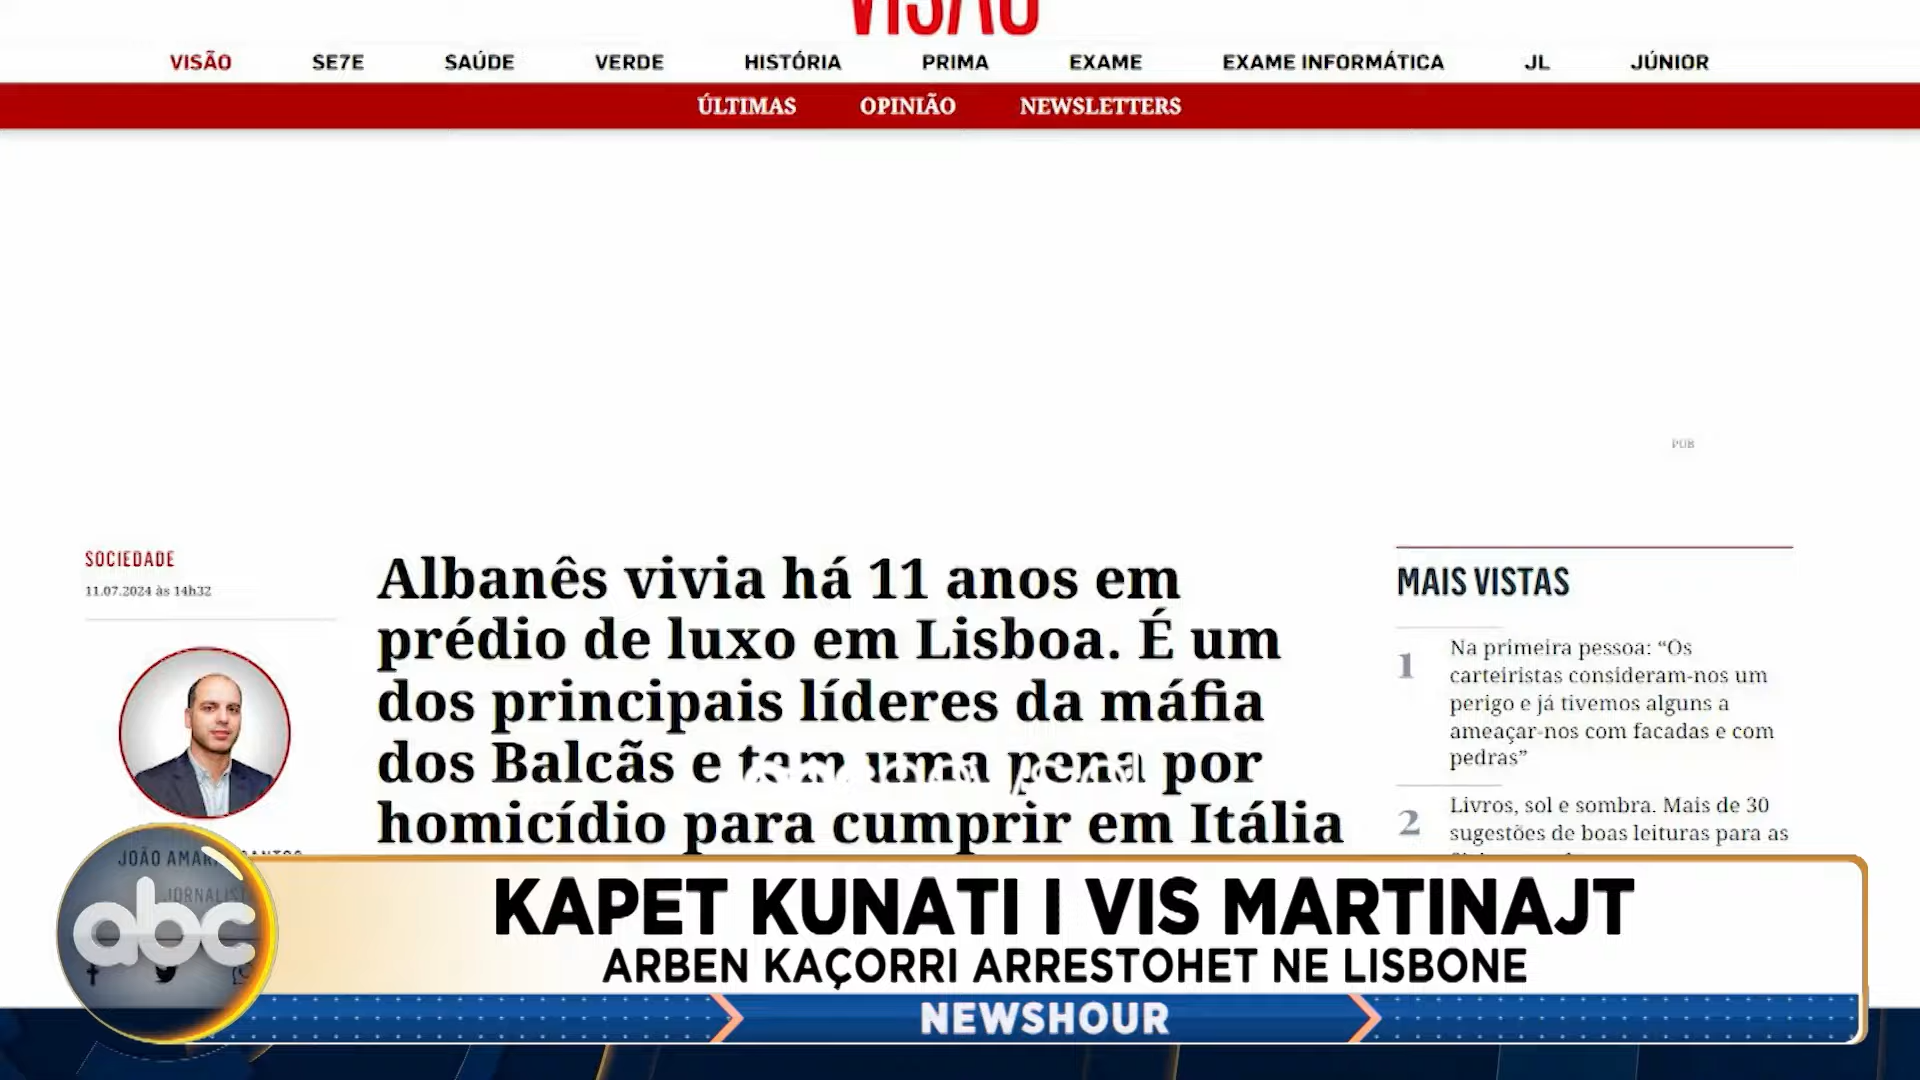 VISÃO
VISÃO SE7E SAÚDE VERDE HISTÓRIA PRIMA EXAME EXAME INFORMÁTICA JL JÚNIOR
ÚLTIMAS OPINIÃO NEWSLETTERS
PUB
SOCIEDADE
11.07.2024 às 14h32
Albanês vivia há 11 anos em
prédio de luxo em Lisboa. É um
dos principais líderes da máfia
dos Balcãs e tem uma pena por
homicídio para cumprir em Itália
MAIS VISTAS
1
Na primeira pessoa: “Os
carteiristas consideram-nos um
perigo e já tivemos alguns a
ameaçar-nos com facadas e com
pedras”
2
Livros, sol e sombra. Mais de 30
sugestões de boas leituras para as
JOÃO
abc
KAPET KUNATI I VIS MARTINAJT
ARBEN KAÇORRI ARRESTOHET NE LISBONE
NEWSHOUR